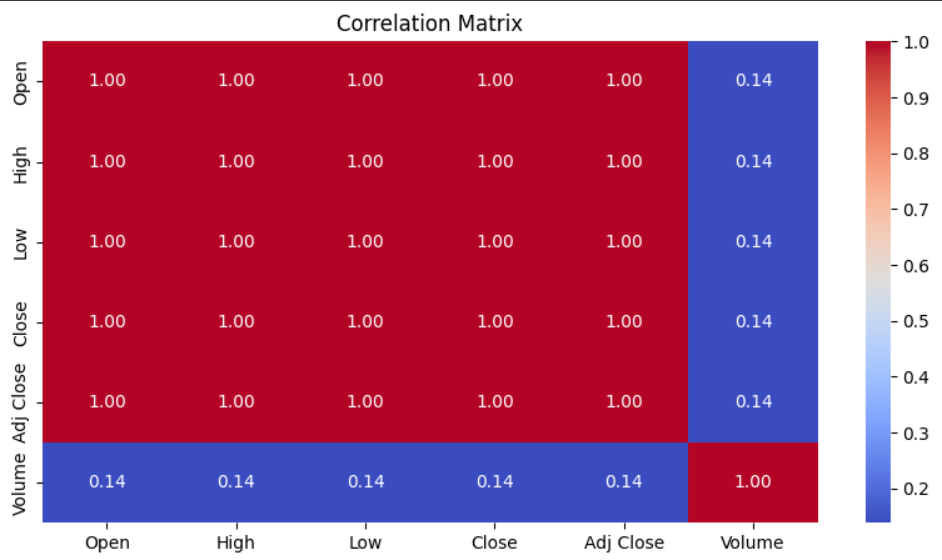 Correlation Matrix
Open 1.00 1.00 1.00 1.00 1.00 0.14
High 1.00 1.00 1.00 1.00 1.00 0.14
Low 1.00 1.00 1.00 1.00 1.00 0.14
Close 1.00 1.00 1.00 1.00 1.00 0.14
Adj Close 1.00 1.00 1.00 1.00 1.00 0.14
Volume 0.14 0.14 0.14 0.14 0.14 1.00
Open High Low Close Adj Close Volume
1.0
0.9
0.8
0.7
0.6
0.5
0.4
0.3
0.2